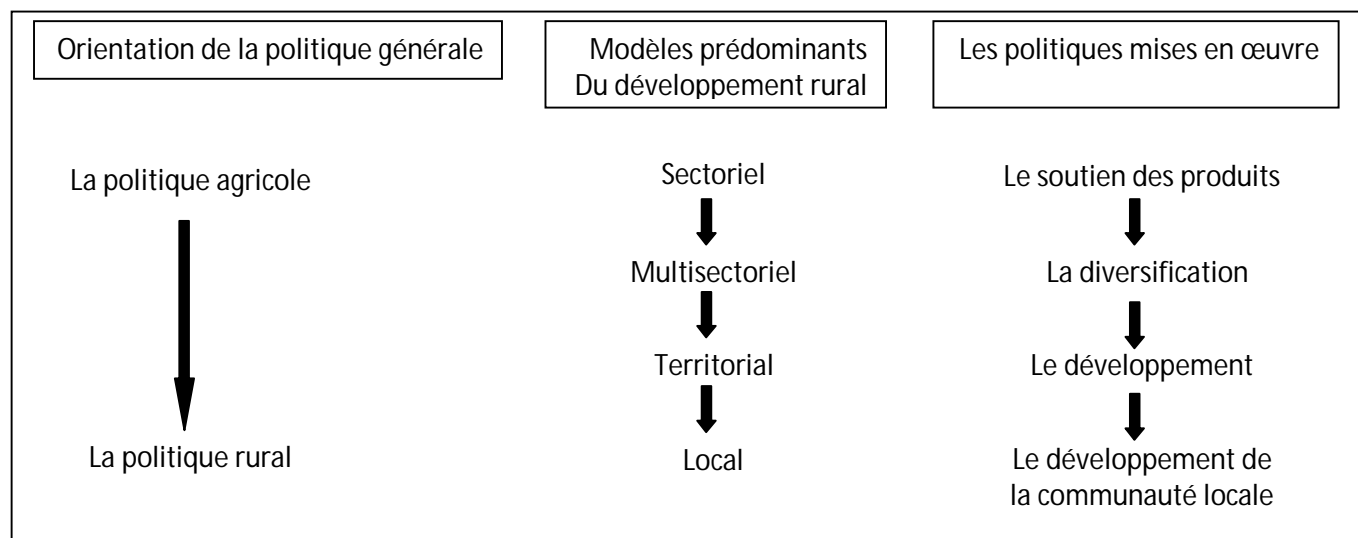 Orientation de la politique générale
Modèles prédominants
Du développement rural
Les politiques mises en œuvre
La politique agricole
Sectoriel
Le soutien des produits
Multisectoriel
La diversification
Territorial
Le développement
La politique rural
Local
Le développement de
la communauté locale